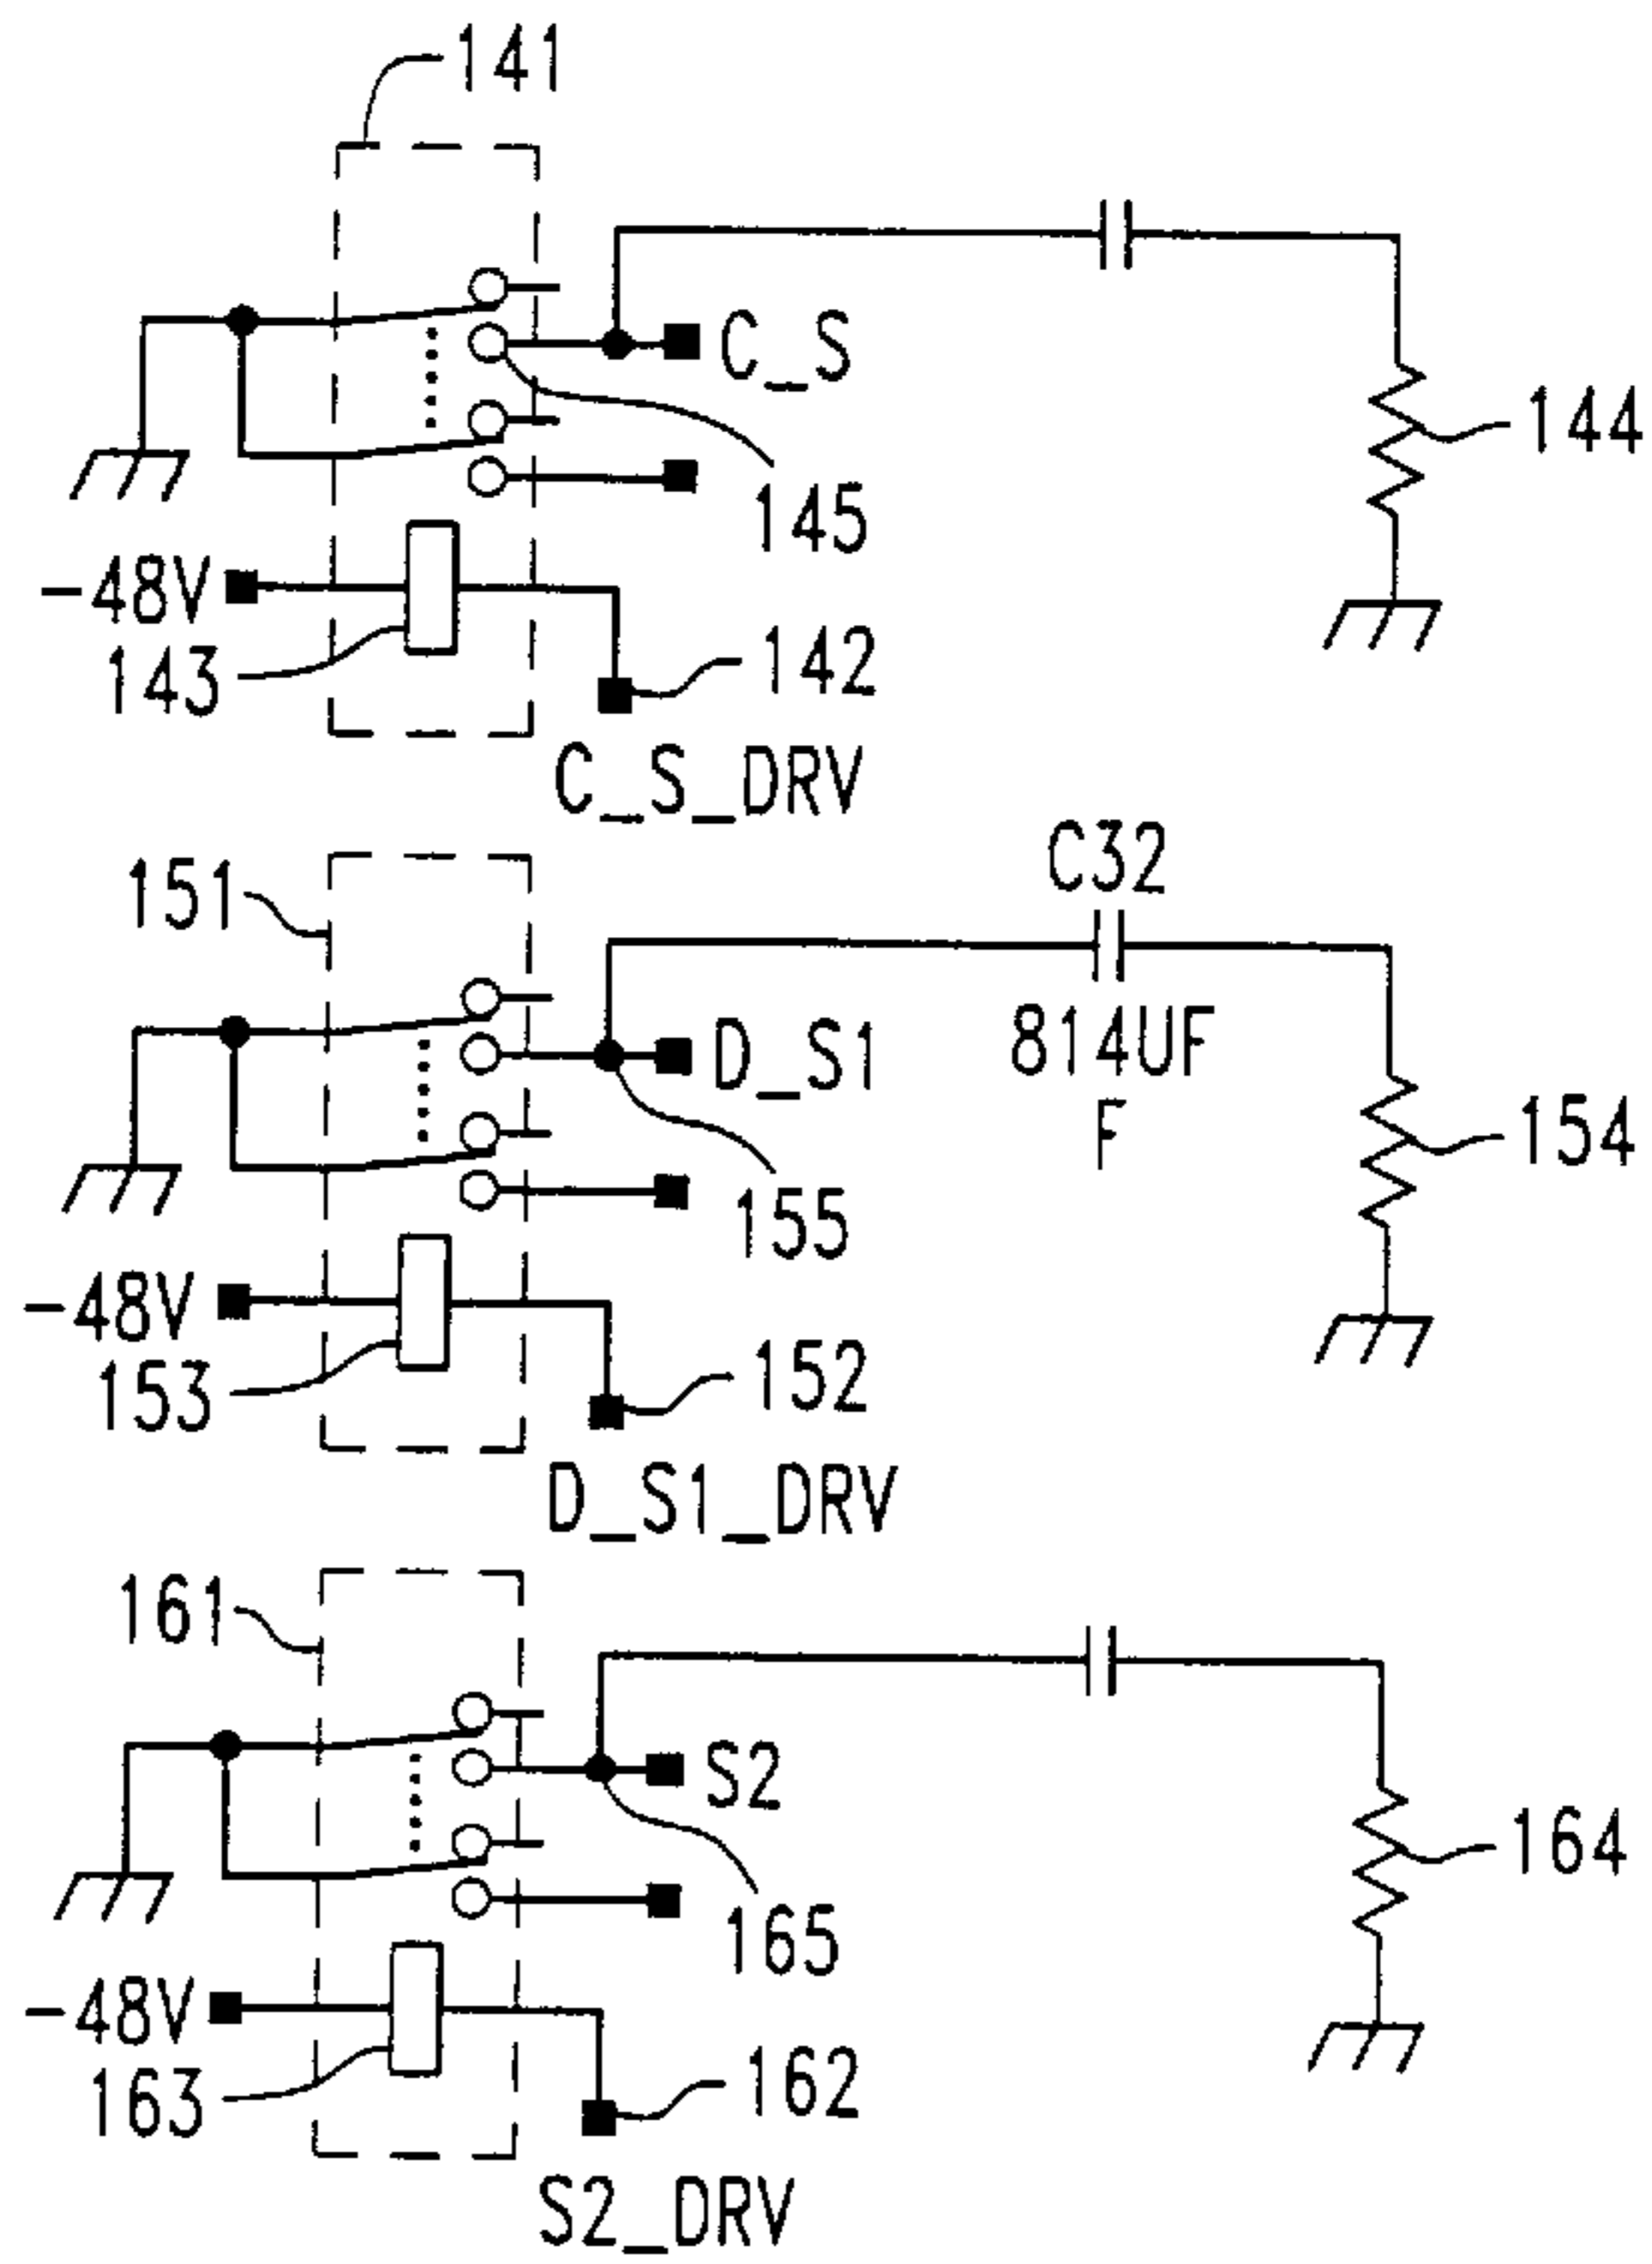 141
C_S
144
145
-48V
143
142
C_S_DRV
C32
151
D_S1
814UF
F
154
155
-48V
153
152
D_S1_DRV
161
S2
164
165
-48V
163
162
S2_DRV